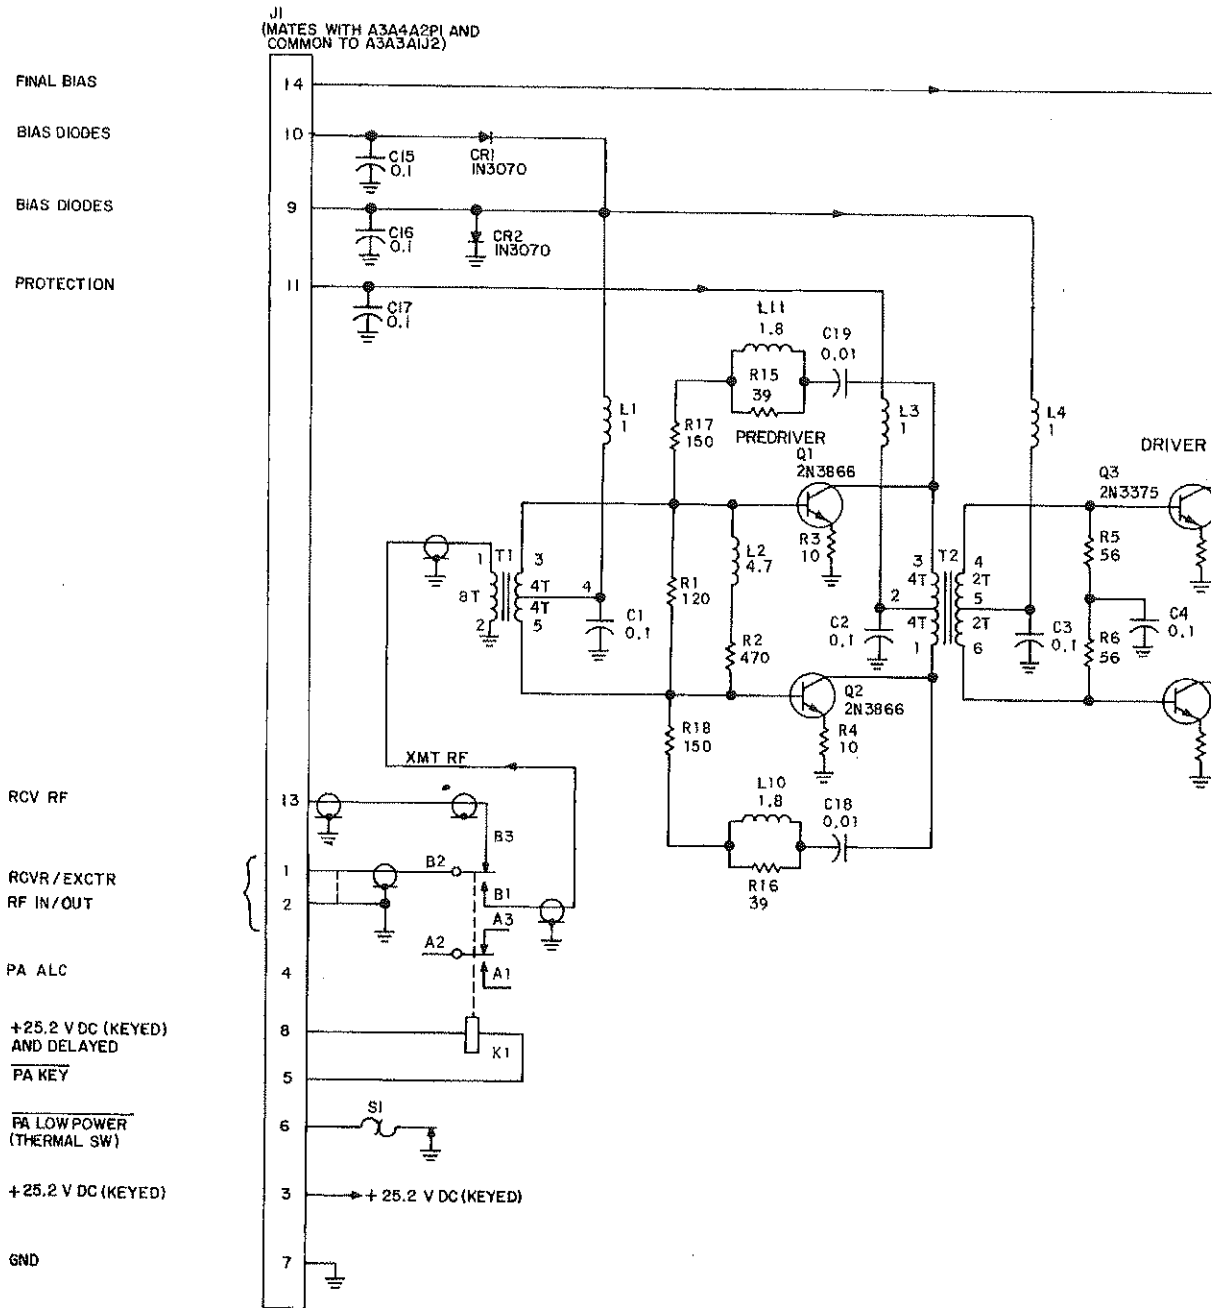 J1
(MATES WITH A3A4A2P1 AND
COMMON TO A3A3A1J2)
FINAL BIAS 14
BIAS DIODES 10
C15
0.1
CR1
1N3070
BIAS DIODES 9
C16
0.1
CR2
1N3070
PROTECTION 11
C17
0.1
L11
1.8
C19
0.01
R15
39
L1
1
R17
150
PREDRIVER
L3
1
L4
1
DRIVER
Q1
2N3866
Q3
2N3375
R3
10
R5
56
1 T1 3
8T
4T
4T
2 5
4
C1
0.1
R1
120
L2
4.7
R2
470
3 T2 4
4T 2T
2 5
4T 2T
1 6
C2
0.1
C3
0.1
C4
0.1
R6
56
Q2
2N3866
R4
10
R18
150
XMT RF
L10
1.8
C18
0.01
R16
39
RCV RF 13
B3
B2
B1
RCVR/EXCTR 1
RF IN/OUT 2
A3
A2
A1
PA ALC 4
+25.2 V DC (KEYED) 8
AND DELAYED
K1
PA KEY 5
S1
PA LOW POWER 6
(THERMAL SW)
+25.2 V DC (KEYED) 3 +25.2 V DC (KEYED)
GND 7